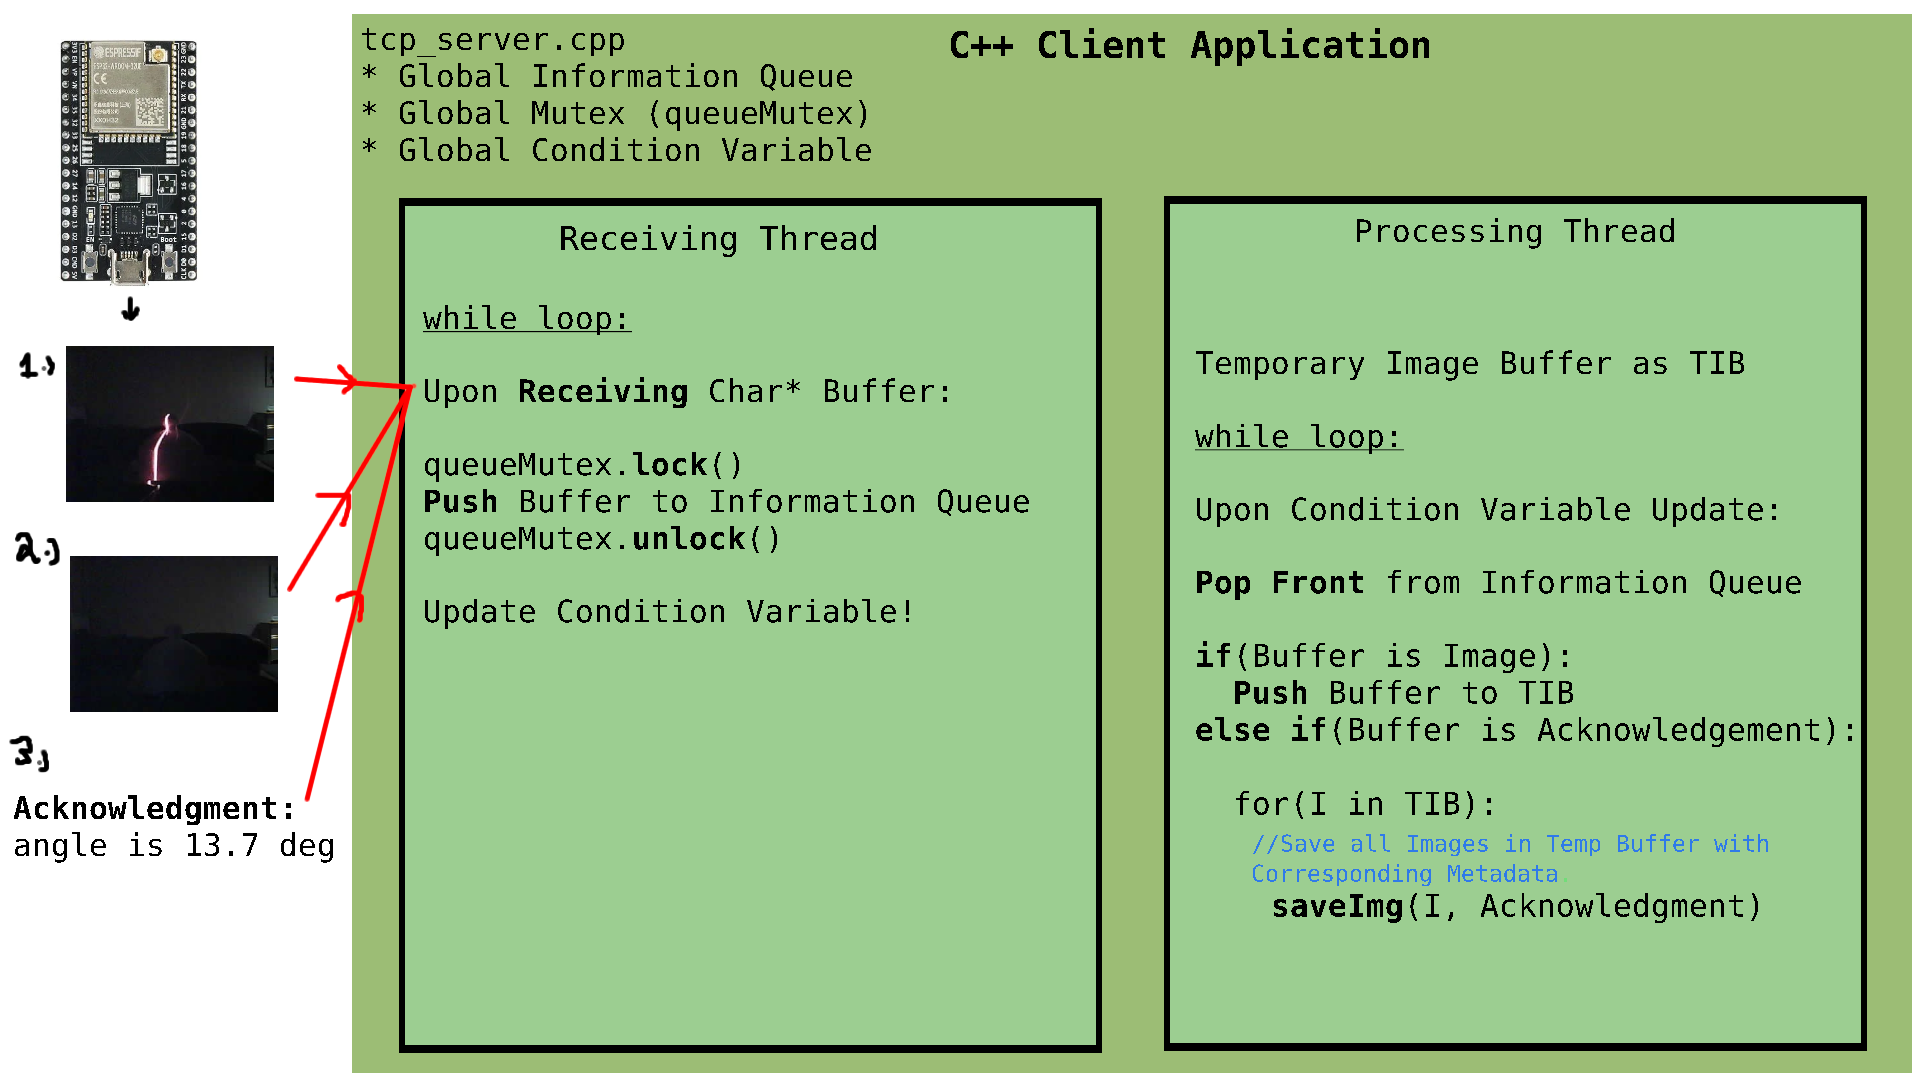 tcp_server.cpp
* Global Information Queue
* Global Mutex (queueMutex)
* Global Condition Variable
C++ Client Application
ESPRESSIF
CE
EN
Boot
1.)
2.)
3.)
Acknowledgment:
angle is 13.7 deg
Receiving Thread
while loop:
Upon Receiving Char* Buffer:
queueMutex.lock()
Push Buffer to Information Queue
queueMutex.unlock()
Update Condition Variable!
Processing Thread
Temporary Image Buffer as TIB
while loop:
Upon Condition Variable Update:
Pop Front from Information Queue
if(Buffer is Image):
Push Buffer to TIB
else if(Buffer is Acknowledgement):
for(I in TIB):
//Save all Images in Temp Buffer with
Corresponding Metadata.
saveImg(I, Acknowledgment)